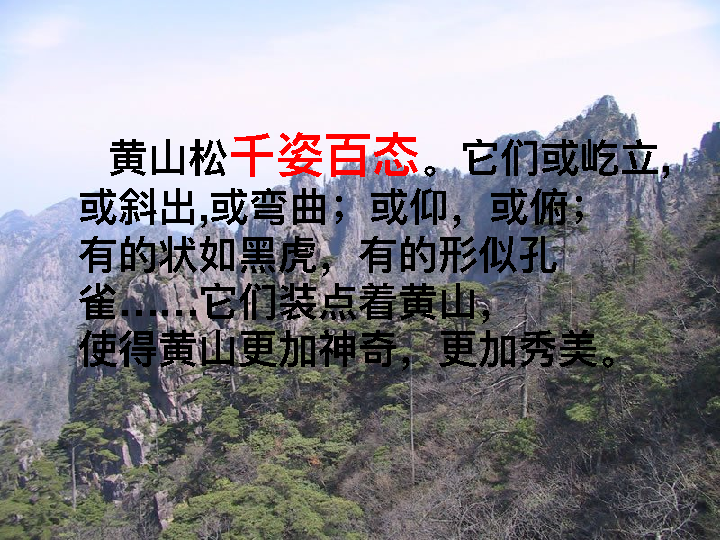 黄山松千姿百态。它们或屹立,
或斜出,或弯曲；或仰，或俯；
有的状如黑虎，有的形似孔
雀……它们装点着黄山，
使得黄山更加神奇，更加秀美。